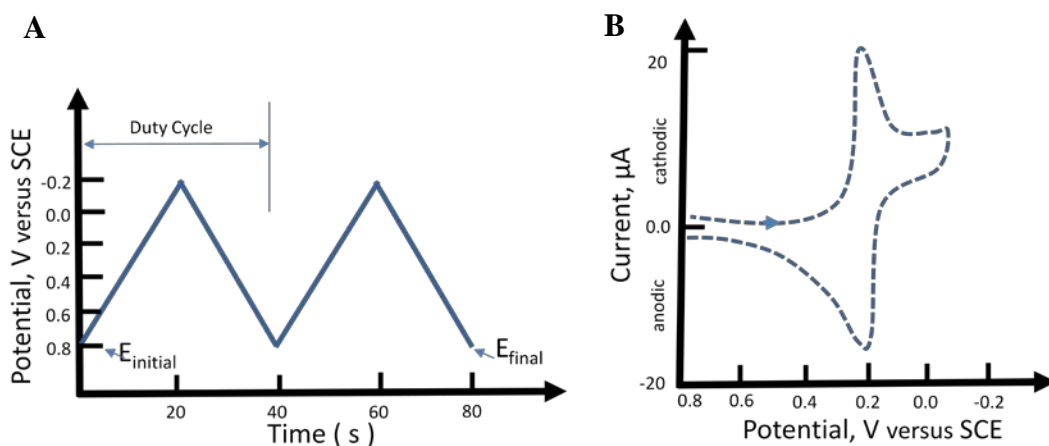 A
Potential, V versus SCE
Duty Cycle
-0.2
0.0
0.2
0.4
0.6
0.8
E initial
E final
20
40
60
80
Time ( s )
B
Current, µA
cathodic
anodic
20
0.0
-20
0.8 0.6 0.4 0.2 0.0 -0.2
Potential, V versus SCE